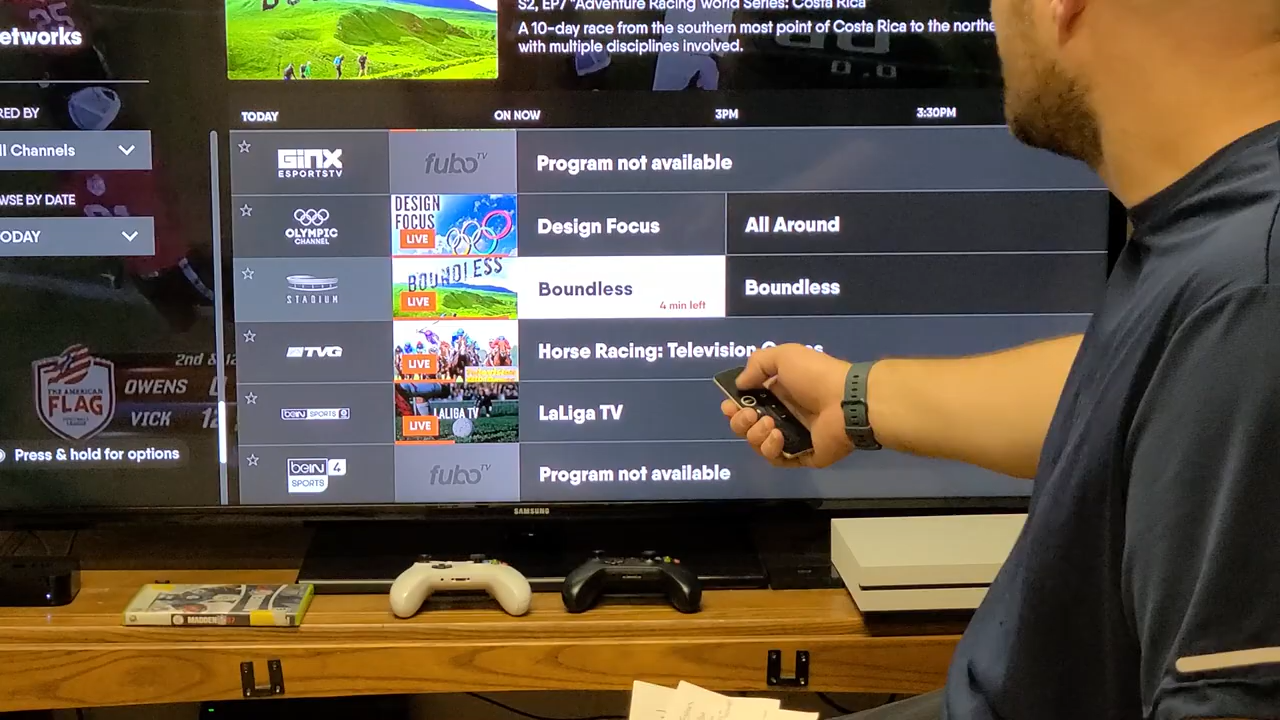 S2, EP7 "Adventure Racing World Series: Costa Rica
A 10-day race from the southern most point of Costa Rica to the northe
with multiple disciplines involved.
etworks
RED BY
ll Channels
WSE BY DATE
ODAY
TODAY
ON NOW
3PM
3:30PM
GINX
ESPORTSTV
fuboTV
Program not available
OLYMPIC
CHANNEL
DESIGN
FOCUS
LIVE
Design Focus
All Around
STADIUM
BOUNDLESS
LIVE
Boundless
4 min left
Boundless
TVG
LIVE
Horse Racing: Television
beIN SPORTS
LALIGA TV
LIVE
LaLiga TV
beIN 4
SPORTS
fuboTV
Program not available
2nd & 12
THE AMERICAN
FLAG
OWENS
VICK
Press & hold for options
SAMSUNG
MADDEN